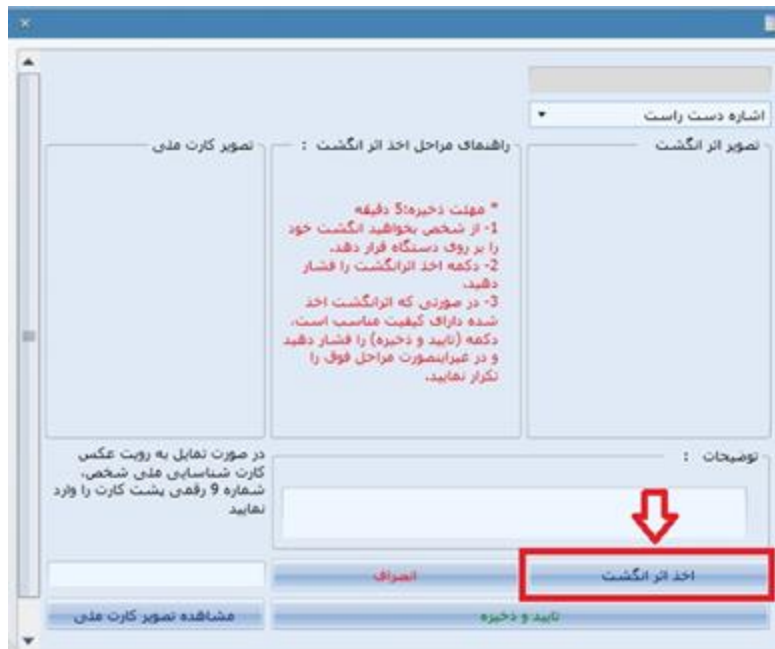 اشاره دست راست
تصویر اثر انگشت
راهنمای مراحل اخذ اثر انگشت :
تصویر کارت ملی
* مهلت ذخیره:5 دقیقه
1- از شخص بخواهید انگشت خود
را بر روی دستگاه قرار دهد.
2- دکمه اخذ اثرانگشت را فشار
دهید.
3- در صورتی که اثرانگشت اخذ
شده دارای کیفیت مناسب است،
دکمه (تایید و ذخیره) را فشار دهید
و در غیراینصورت مراحل فوق را
تکرار نمایید.
توضیحات :
در صورت تمایل به رویت عکس
کارت شناسایی ملی شخص،
شماره 9 رقمی پشت کارت را وارد
نمایید
اخذ اثر انگشت
انصراف
تایید و ذخیره
مشاهده تصویر کارت ملی